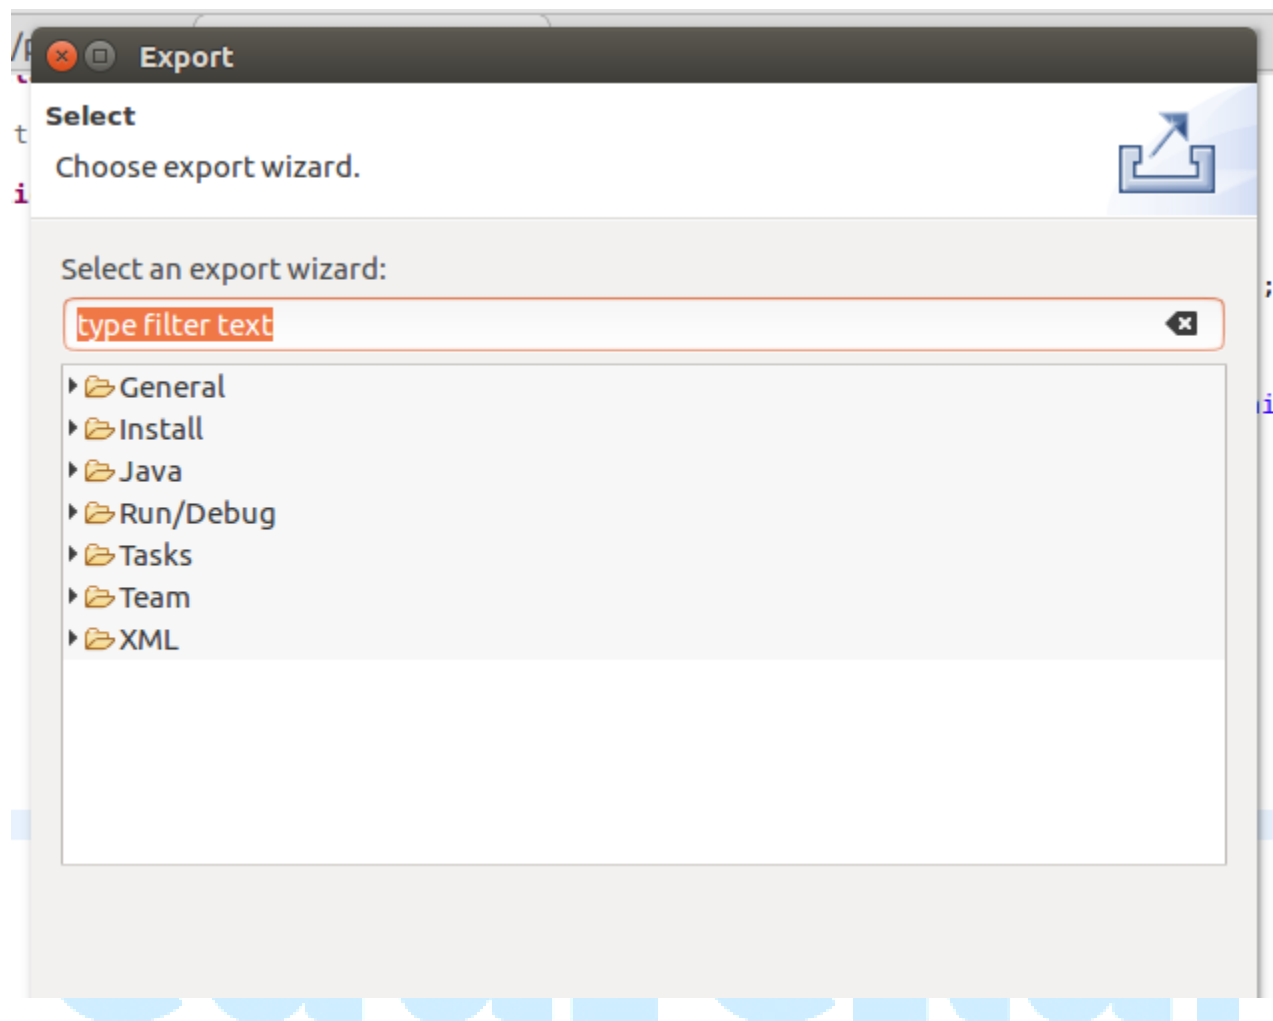 Export
Select
Choose export wizard.
Select an export wizard:
type filter text
General
Install
Java
Run/Debug
Tasks
Team
XML